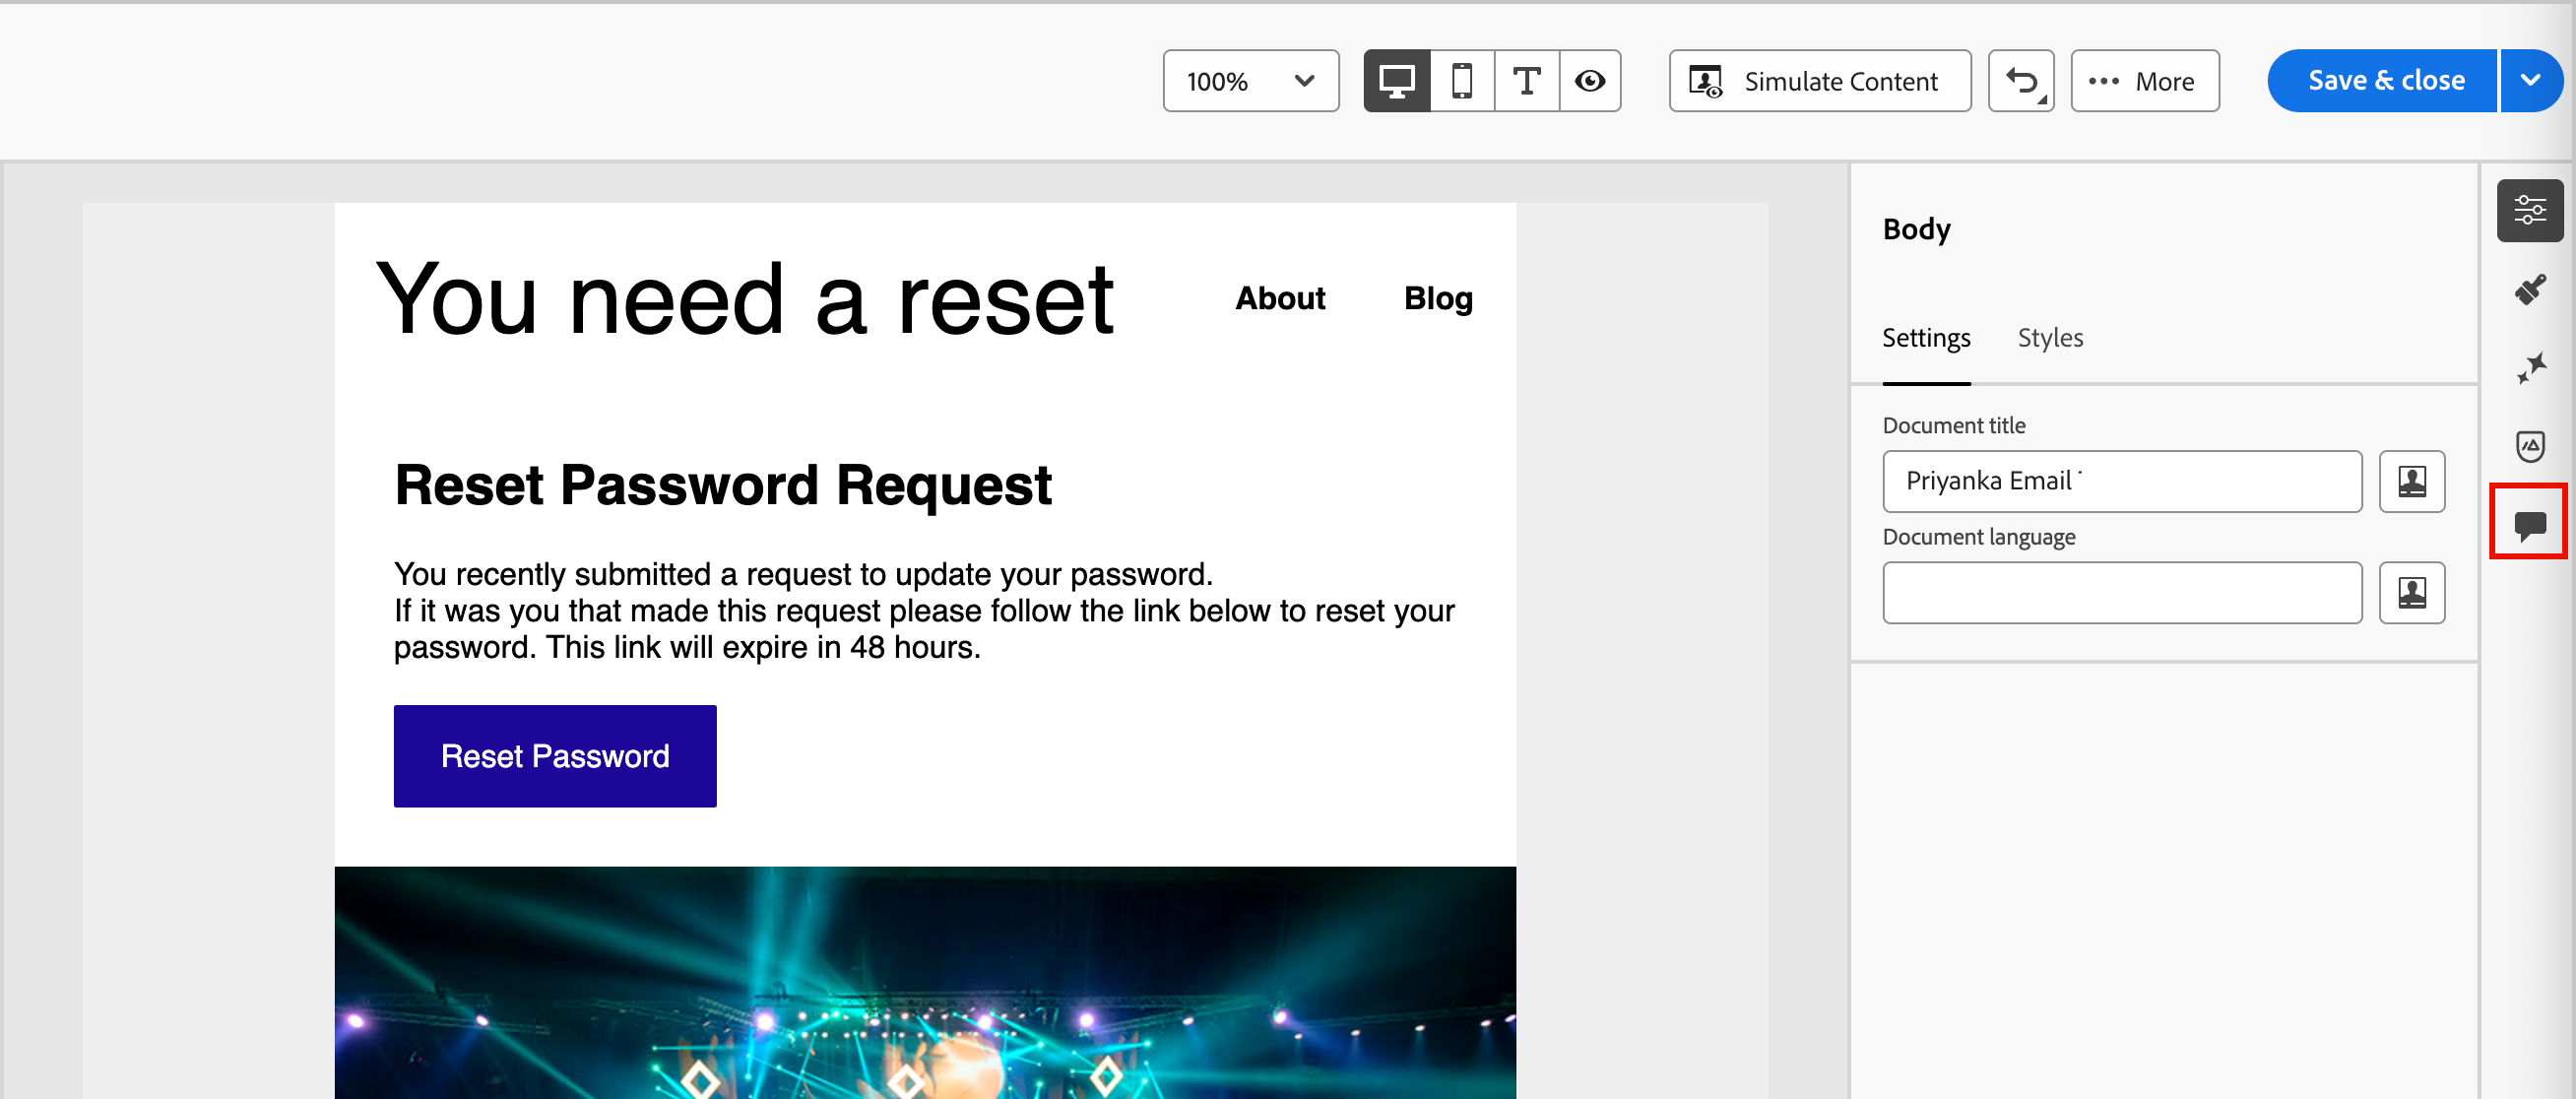 100%
Simulate Content
More
Save & close
You need a reset
About
Blog
Reset Password Request
You recently submitted a request to update your password.
If it was you that made this request please follow the link below to reset your
password. This link will expire in 48 hours.
Reset Password
Body
Settings
Styles
Document title
Priyanka Email
Document language